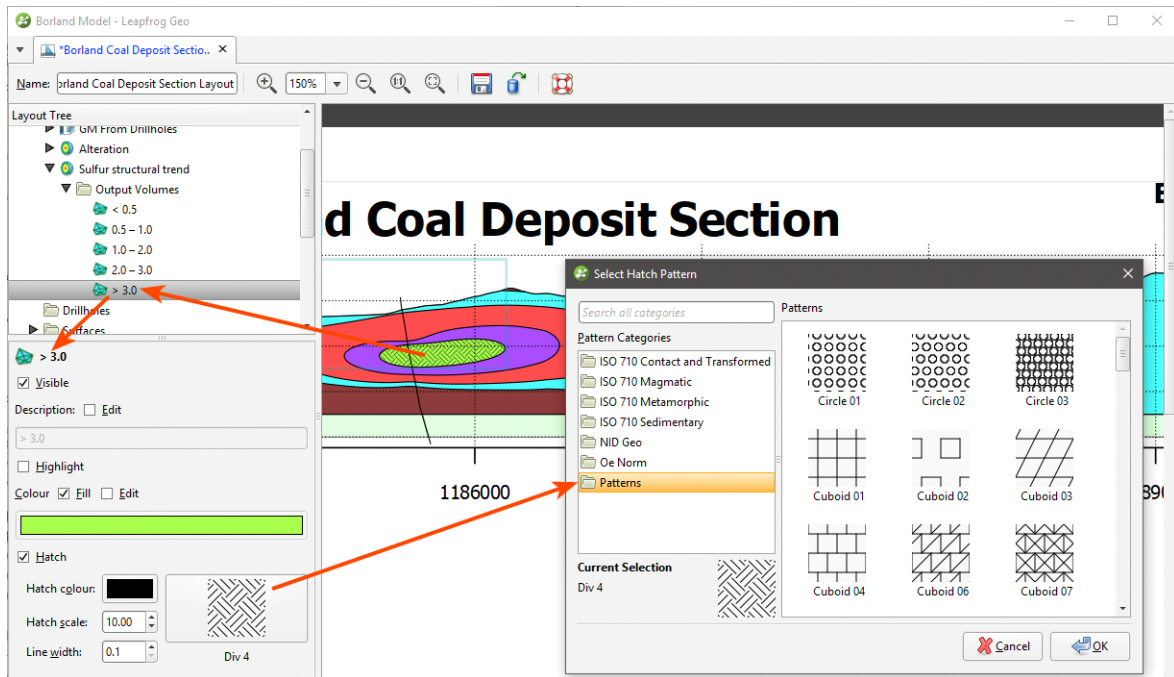 Borland Model - Leapfrog Geo
*Borland Coal Deposit Sectio..
Name: orland Coal Deposit Section Layout 150%
Layout Tree
GM From Drillholes
Alteration
Sulfur structural trend
Output Volumes
< 0.5
0.5 – 1.0
1.0 – 2.0
2.0 – 3.0
> 3.0
Drillholes
Surfaces
> 3.0
Visible
Description: Edit
> 3.0
Highlight
Colour Fill Edit
Hatch
Hatch colour:
Hatch scale: 10.00
Line width: 0.1
Div 4
d Coal Deposit Section
1186000
Select Hatch Pattern
Search all categories
Pattern Categories
ISO 710 Contact and Transformed
ISO 710 Magmatic
ISO 710 Metamorphic
ISO 710 Sedimentary
NID Geo
Oe Norm
Patterns
Current Selection
Div 4
Patterns
Circle 01 Circle 02 Circle 03
Cuboid 01 Cuboid 02 Cuboid 03
Cuboid 04 Cuboid 06 Cuboid 07
Cancel OK